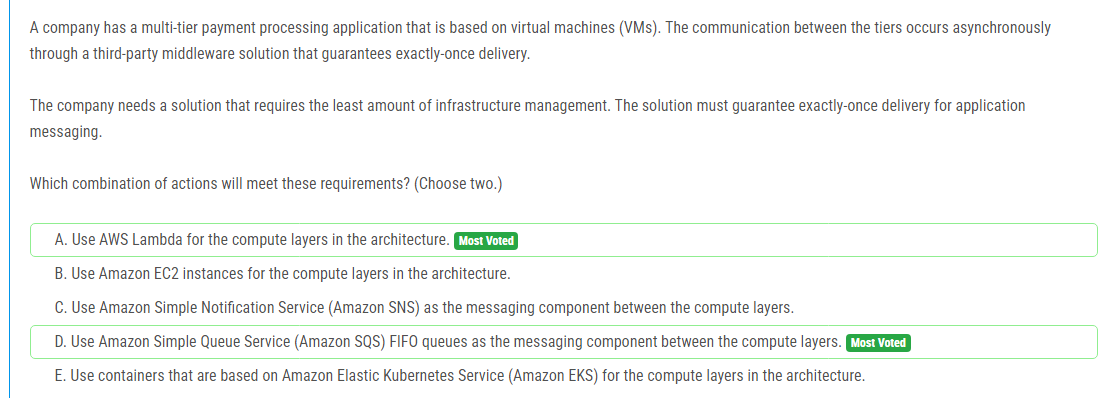 A company has a multi-tier payment processing application that is based on virtual machines (VMs). The communication between the tiers occurs asynchronously
through a third-party middleware solution that guarantees exactly-once delivery.
The company needs a solution that requires the least amount of infrastructure management. The solution must guarantee exactly-once delivery for application
messaging.
Which combination of actions will meet these requirements? (Choose two.)
A. Use AWS Lambda for the compute layers in the architecture. Most Voted
B. Use Amazon EC2 instances for the compute layers in the architecture.
C. Use Amazon Simple Notification Service (Amazon SNS) as the messaging component between the compute layers.
D. Use Amazon Simple Queue Service (Amazon SQS) FIFO queues as the messaging component between the compute layers. Most Voted
E. Use containers that are based on Amazon Elastic Kubernetes Service (Amazon EKS) for the compute layers in the architecture.